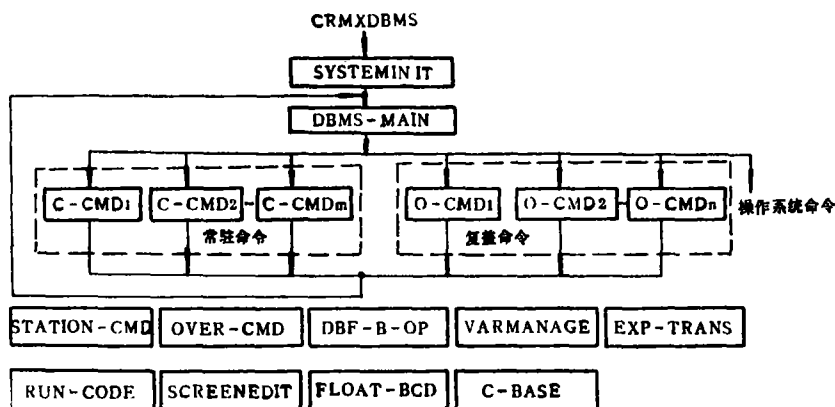 CRMXDBMS
SYSTEMIN IT
DBMS-MAIN
C-CMD1 C-CMD2 C-CMDm O-CMD1 O-CMD2 O-CMDn 操作系统命令
常驻命令 复盖命令
STATION-CMD OVER-CMD DBF-B-OP VARMANAGE EXP-TRANS
RUN-CODE SCREENEDIT FLOAT-BCD C-BASE